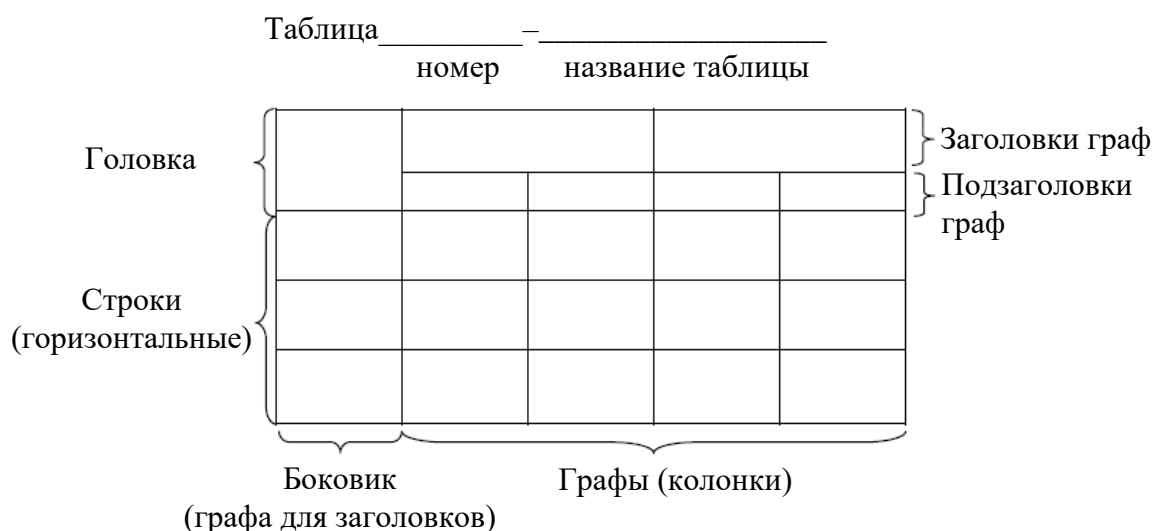 Таблица_________–__________________
номер название таблицы
Головка
Заголовки граф
Подзаголовки
граф
Строки
(горизонтальные)
Боковик
(графа для заголовков)
Графы (колонки)